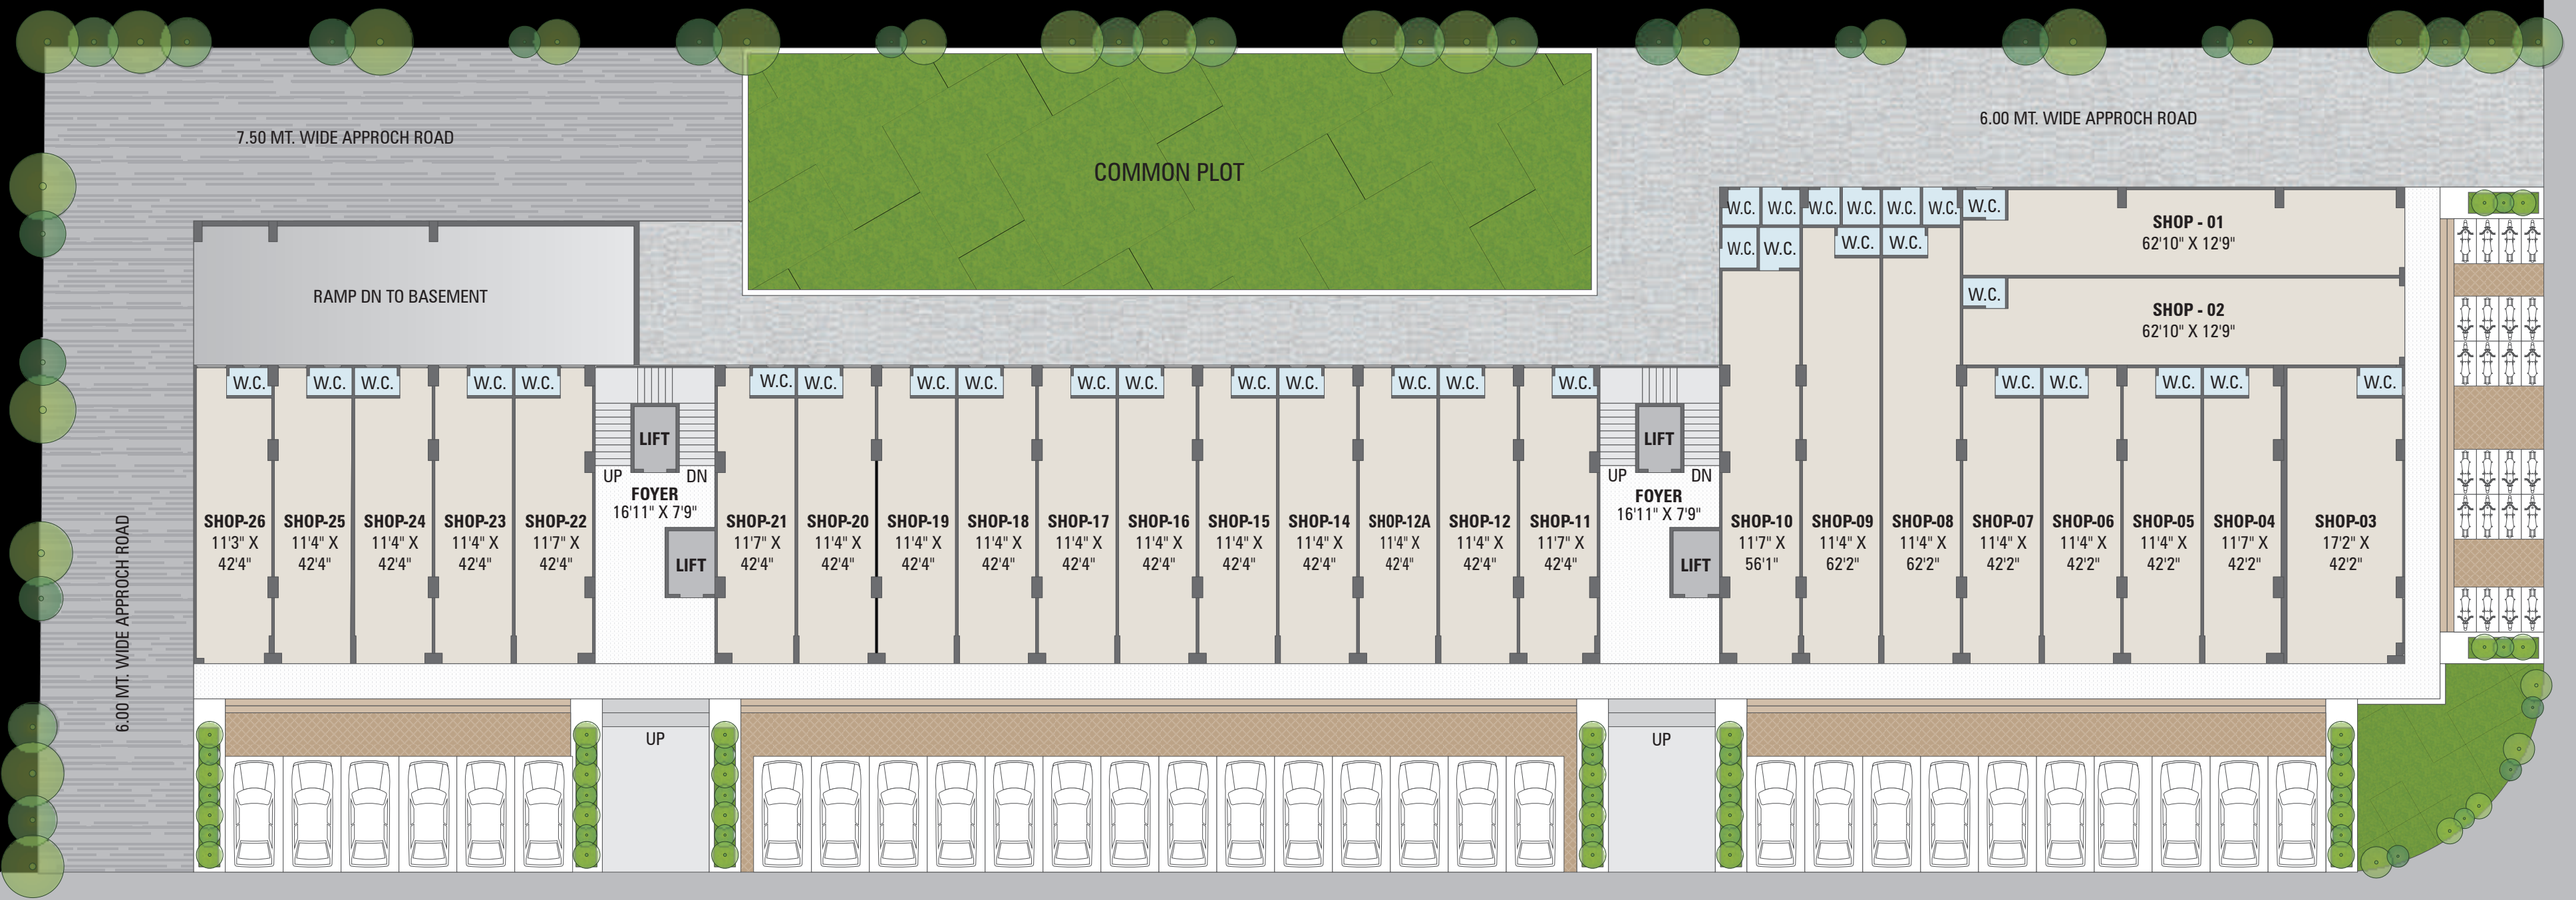 7.50 MT. WIDE APPROCH ROAD
COMMON PLOT
6.00 MT. WIDE APPROCH ROAD
RAMP DN TO BASEMENT
6.00 MT. WIDE APPROCH ROAD
W.C. W.C. W.C. W.C. W.C. W.C. W.C.
W.C. W.C. W.C. W.C.
SHOP - 01
62'10" X 12'9"
W.C.
SHOP - 02
62'10" X 12'9"
W.C. W.C. W.C. W.C. W.C.
W.C. W.C. W.C. W.C. W.C. W.C. W.C. W.C. W.C. W.C. W.C.
W.C. W.C. W.C. W.C. W.C.
LIFT
UP DN
FOYER
16'11" X 7'9"
LIFT
LIFT
UP DN
FOYER
16'11" X 7'9"
LIFT
SHOP-26
11'3" X
42'4"
SHOP-25
11'4" X
42'4"
SHOP-24
11'4" X
42'4"
SHOP-23
11'4" X
42'4"
SHOP-22
11'7" X
42'4"
SHOP-21
11'7" X
42'4"
SHOP-20
11'4" X
42'4"
SHOP-19
11'4" X
42'4"
SHOP-18
11'4" X
42'4"
SHOP-17
11'4" X
42'4"
SHOP-16
11'4" X
42'4"
SHOP-15
11'4" X
42'4"
SHOP-14
11'4" X
42'4"
SHOP-12A
11'4" X
42'4"
SHOP-12
11'4" X
42'4"
SHOP-11
11'7" X
42'4"
SHOP-10
11'7" X
56'1"
SHOP-09
11'4" X
62'2"
SHOP-08
11'4" X
62'2"
SHOP-07
11'4" X
42'2"
SHOP-06
11'4" X
42'2"
SHOP-05
11'4" X
42'2"
SHOP-04
11'7" X
42'2"
SHOP-03
17'2" X
42'2"
UP
UP